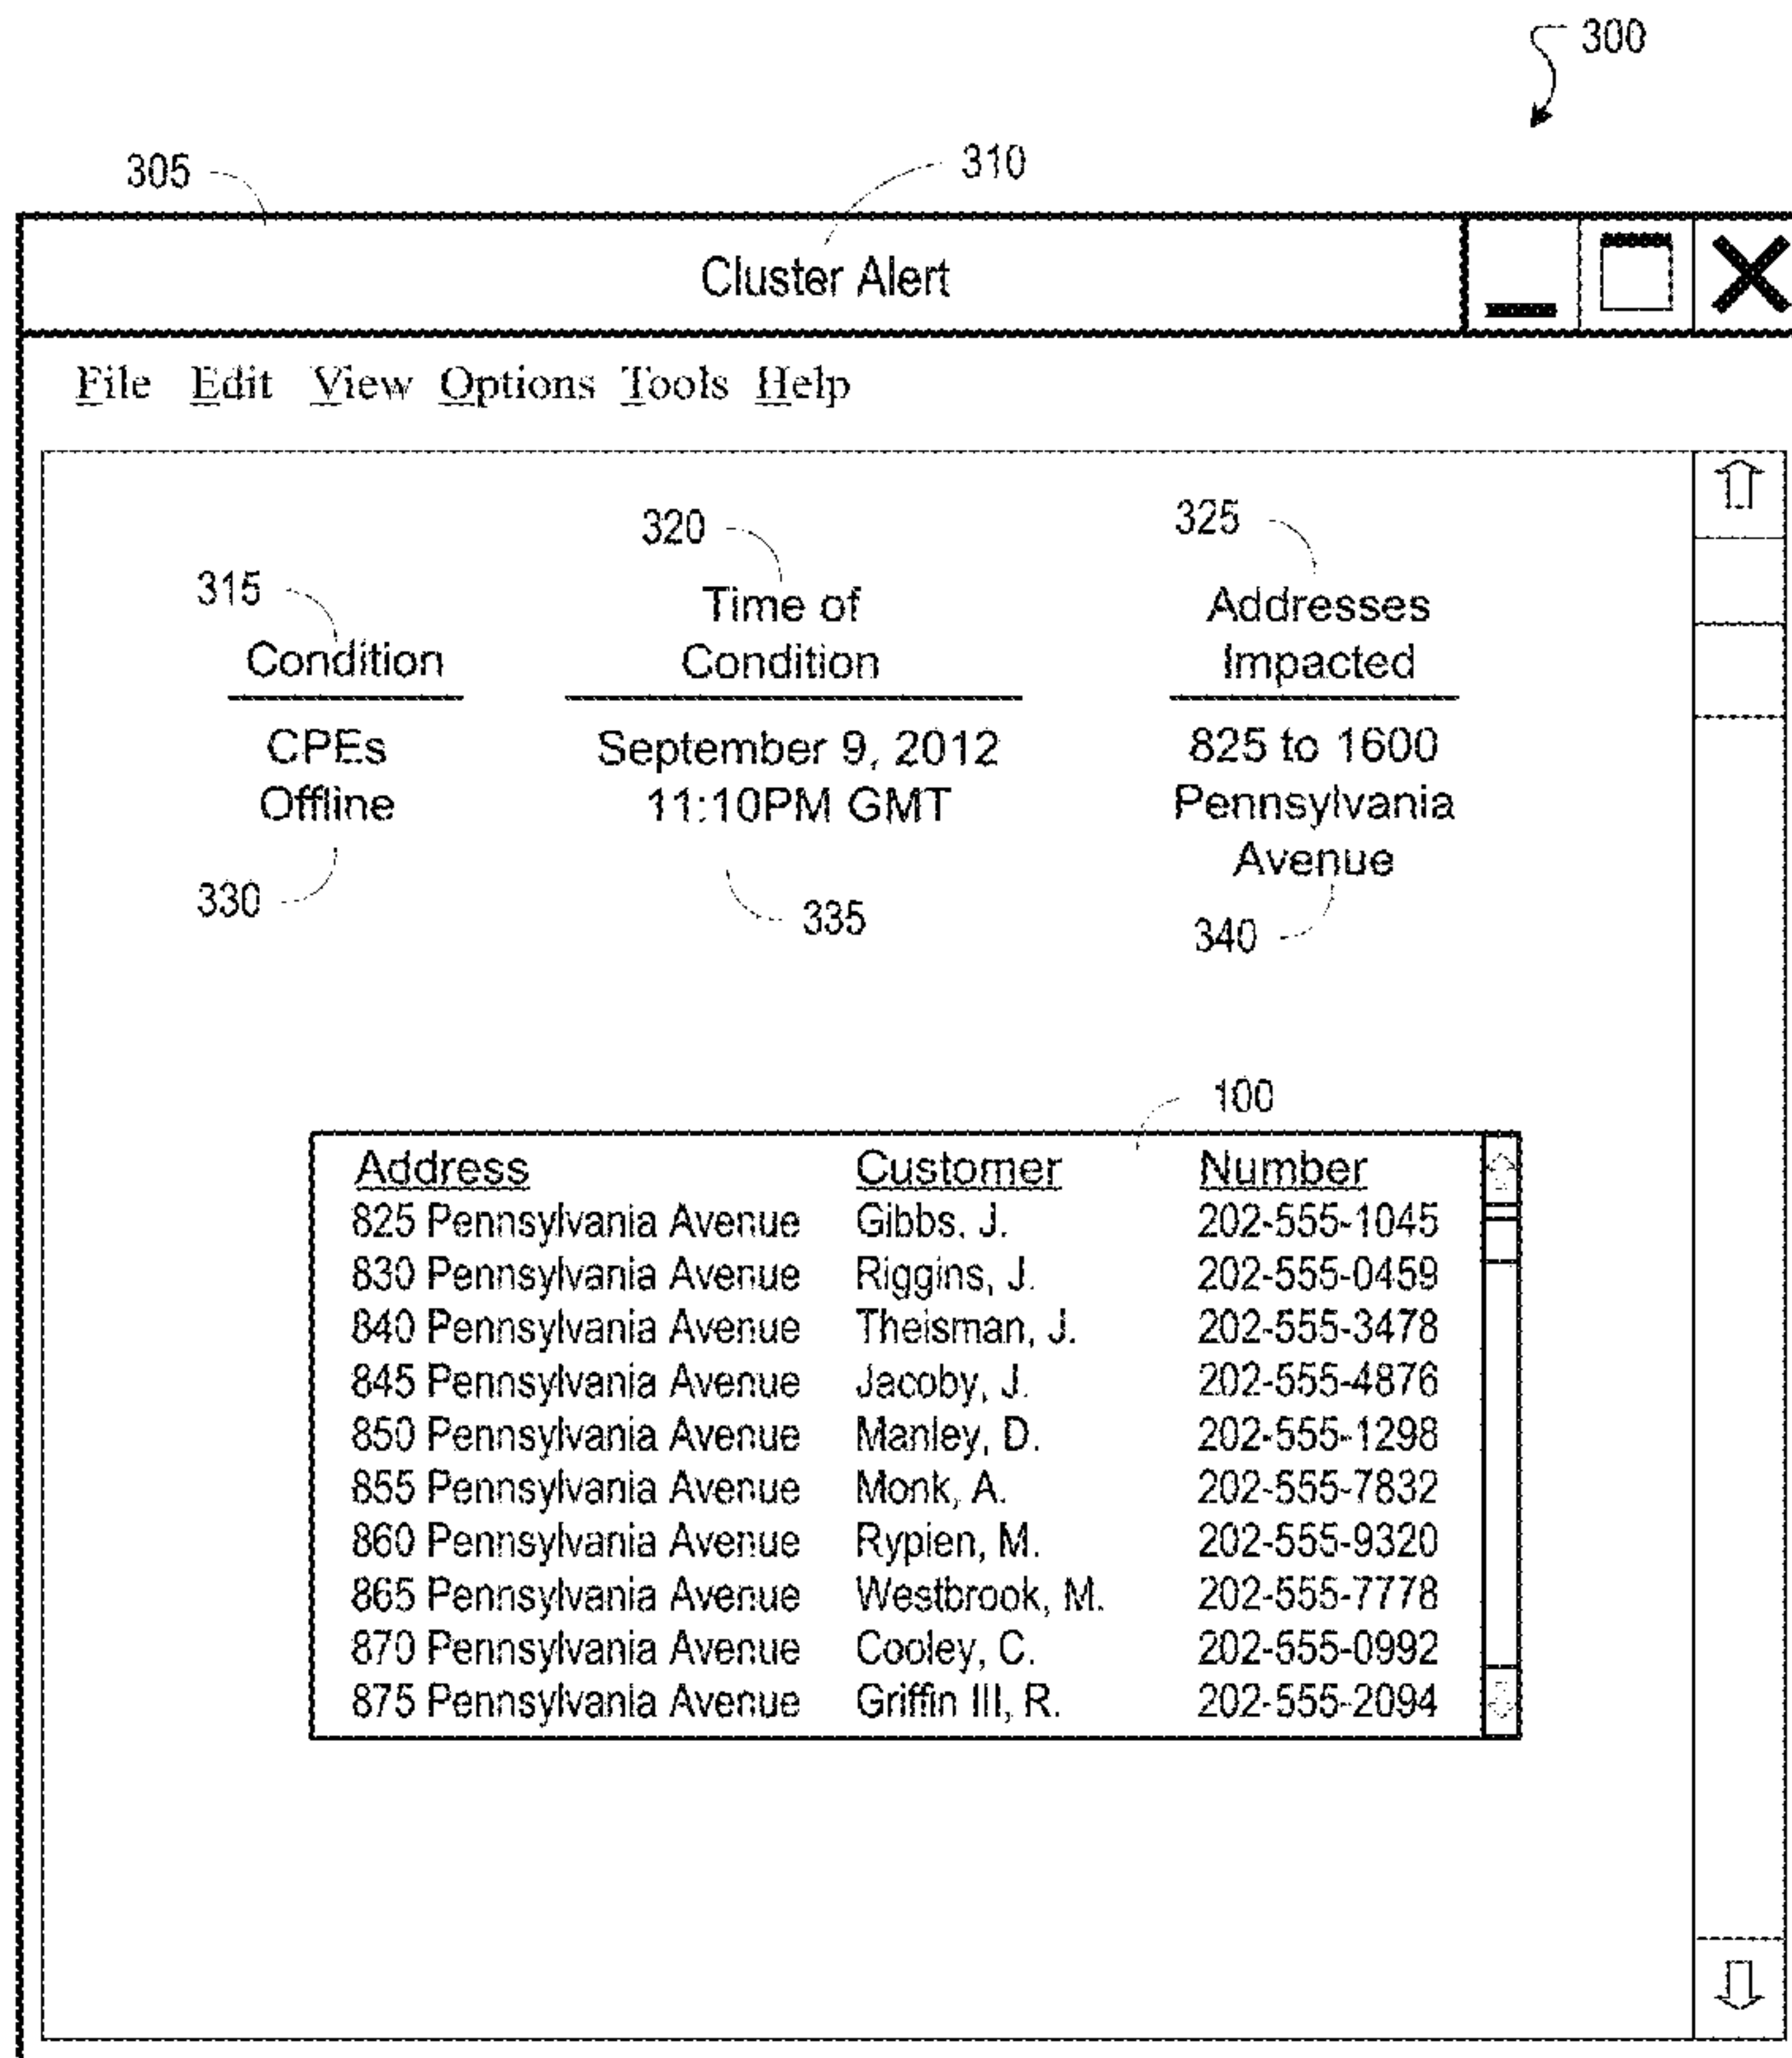 300
305
310
Cluster Alert
File Edit View Options Tools Help
320
325
315
Time of
Condition
Addresses
Impacted
Condition
CPEs
Offline
September 9, 2012
11:10PM GMT
825 to 1600
Pennsylvania
Avenue
330
335
340
100
Address Customer Number
825 Pennsylvania Avenue Gibbs, J. 202-555-1045
830 Pennsylvania Avenue Riggins, J. 202-555-0459
840 Pennsylvania Avenue Theisman, J. 202-555-3478
845 Pennsylvania Avenue Jacoby, J. 202-555-4876
850 Pennsylvania Avenue Manley, D. 202-555-1298
855 Pennsylvania Avenue Monk, A. 202-555-7832
860 Pennsylvania Avenue Rypien, M. 202-555-9320
865 Pennsylvania Avenue Westbrook, M. 202-555-7778
870 Pennsylvania Avenue Cooley, C. 202-555-0992
875 Pennsylvania Avenue Griffin III, R. 202-555-2094